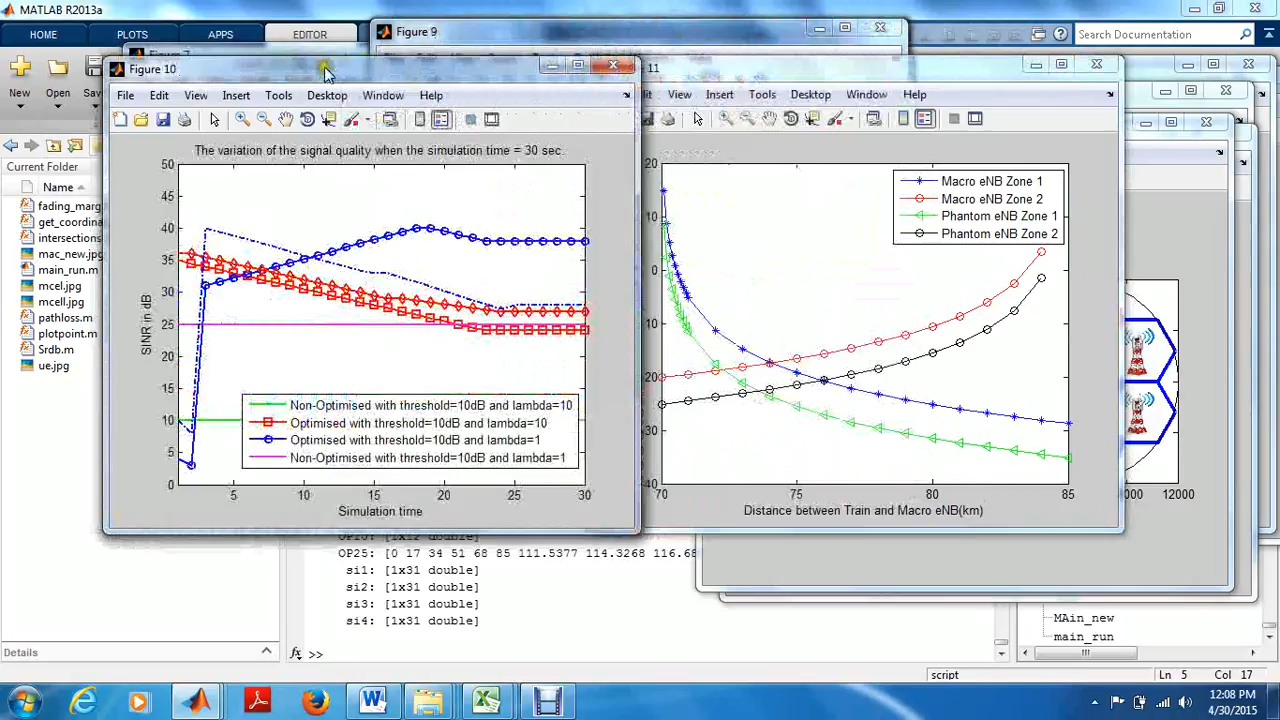 MATLAB R2013a
HOME
PLOTS
APPS
EDITOR
Search Documentation
New
Open
Figure 9
Figure 10
File Edit View Insert Tools Desktop Window Help
11
View Insert Tools Desktop Window Help
Current Folder
Name
fading_marg
get_coordina
intersections
mac_new.jpg
main_run.m
mcel.jpg
mcell.jpg
pathloss.m
plotpoint.m
Srdb.m
ue.jpg
Details
The variation of the signal quality when the simulation time = 30 sec
SINR in dB
50
45
40
35
30
25
20
15
10
5
0
5 10 15 20 25 30
Simulation time
Non-Optimised with threshold=10dB and lambda=10
Optimised with threshold=10dB and lambda=10
Optimised with threshold=10dB and lambda=1
Non-Optimised with threshold=10dB and lambda=1
20
10
0
10
20
30
40
70 75 80 85
Distance between Train and Macro eNB(km)
Macro eNB Zone 1
Macro eNB Zone 2
Phantom eNB Zone 1
Phantom eNB Zone 2
12000
OP25: [0 17 34 51 68 85 111.5377 114.3268 116.68
si1: [1x31 double]
si2: [1x31 double]
si3: [1x31 double]
si4: [1x31 double]
fx >>
MAin_new
main_run
script
Ln 5 Col 17
12:08 PM
4/30/2015